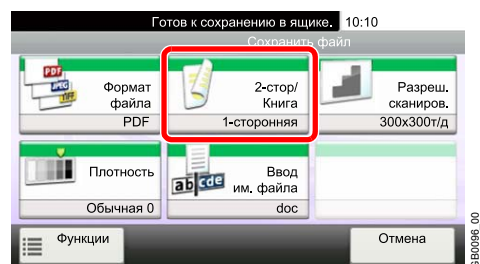 Готов к сохранению в ящике. 10:10
Сохранить файл
PDF
JPEG
TIFF
Формат
файла
PDF
2-стор/
Книга
1-сторонняя
Разреш.
сканиров.
300x300т/д
Плотность
Обычная 0
abcde
Ввод
им. файла
doc
Функции
Отмена
GB0096_00